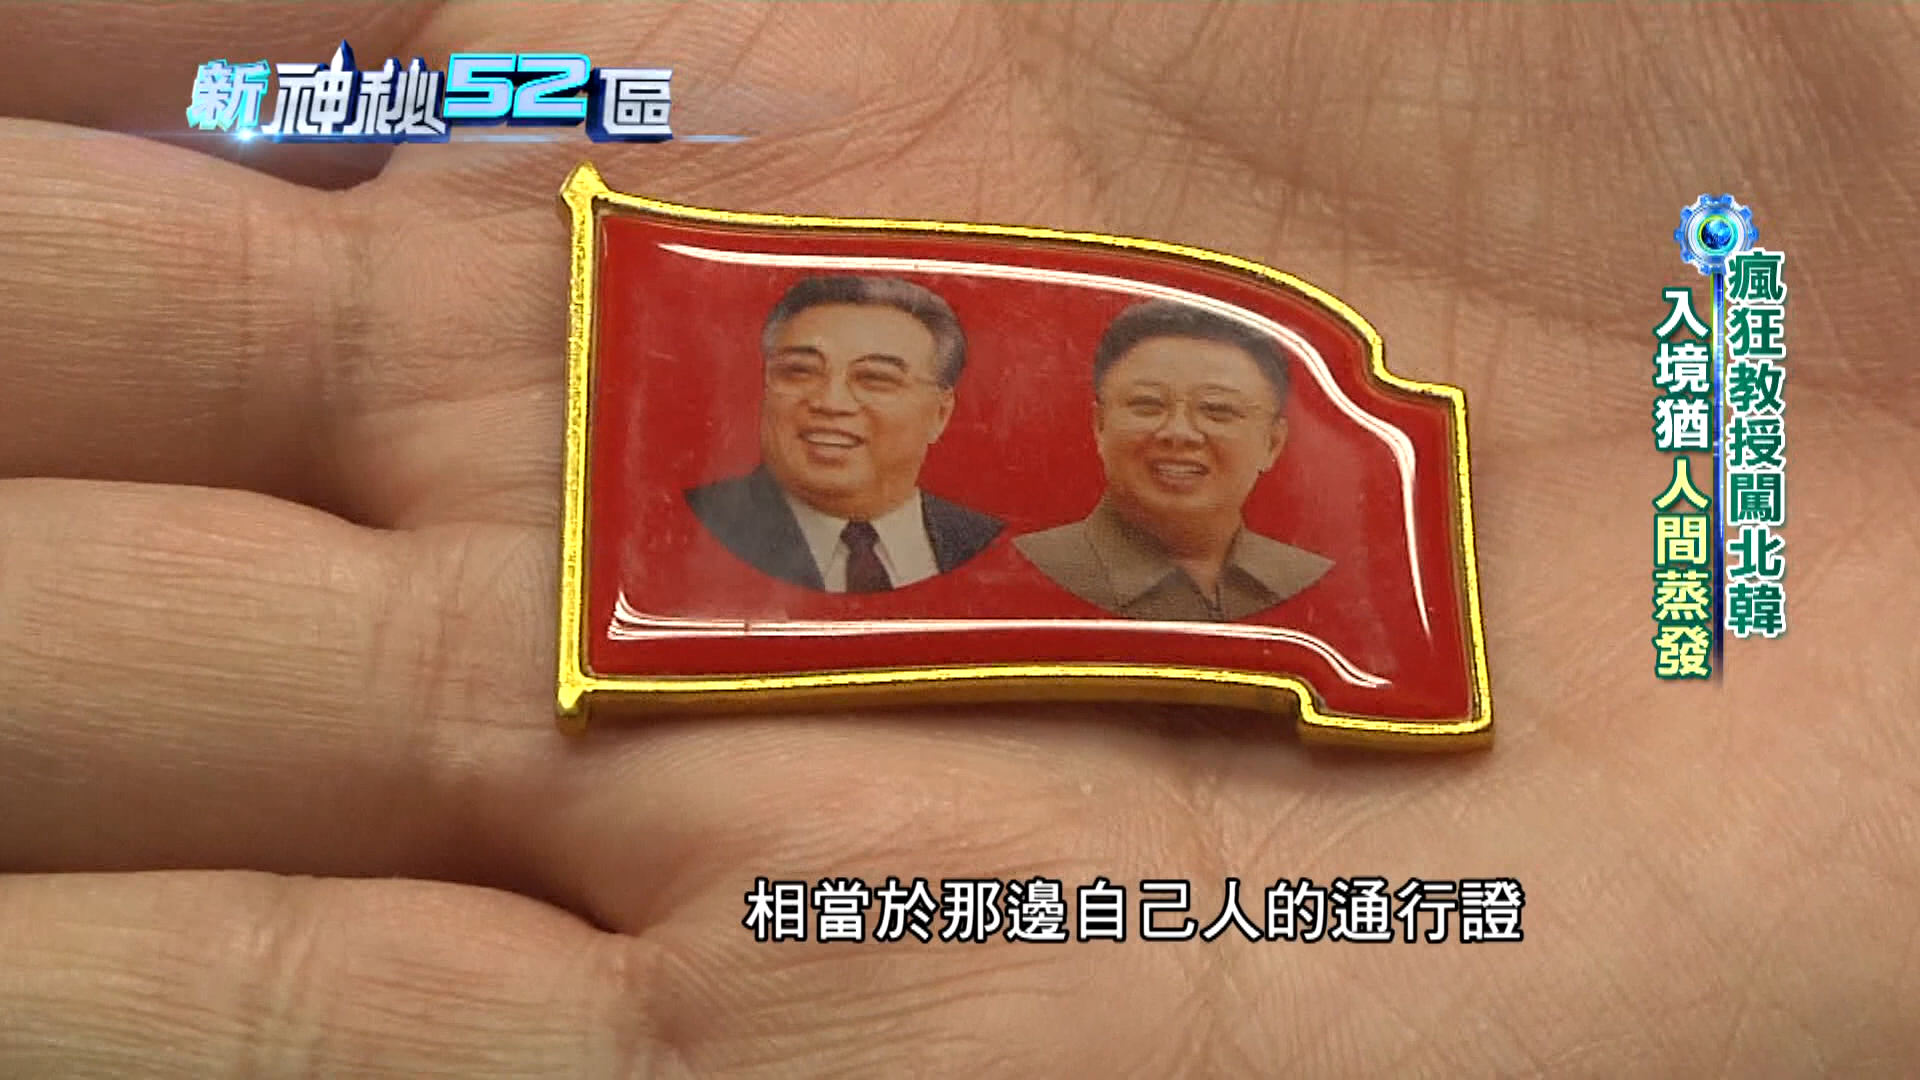 新神秘52區
瘋狂教授闖北韓
入境猶人間蒸發
相當於那邊自己人的通行證